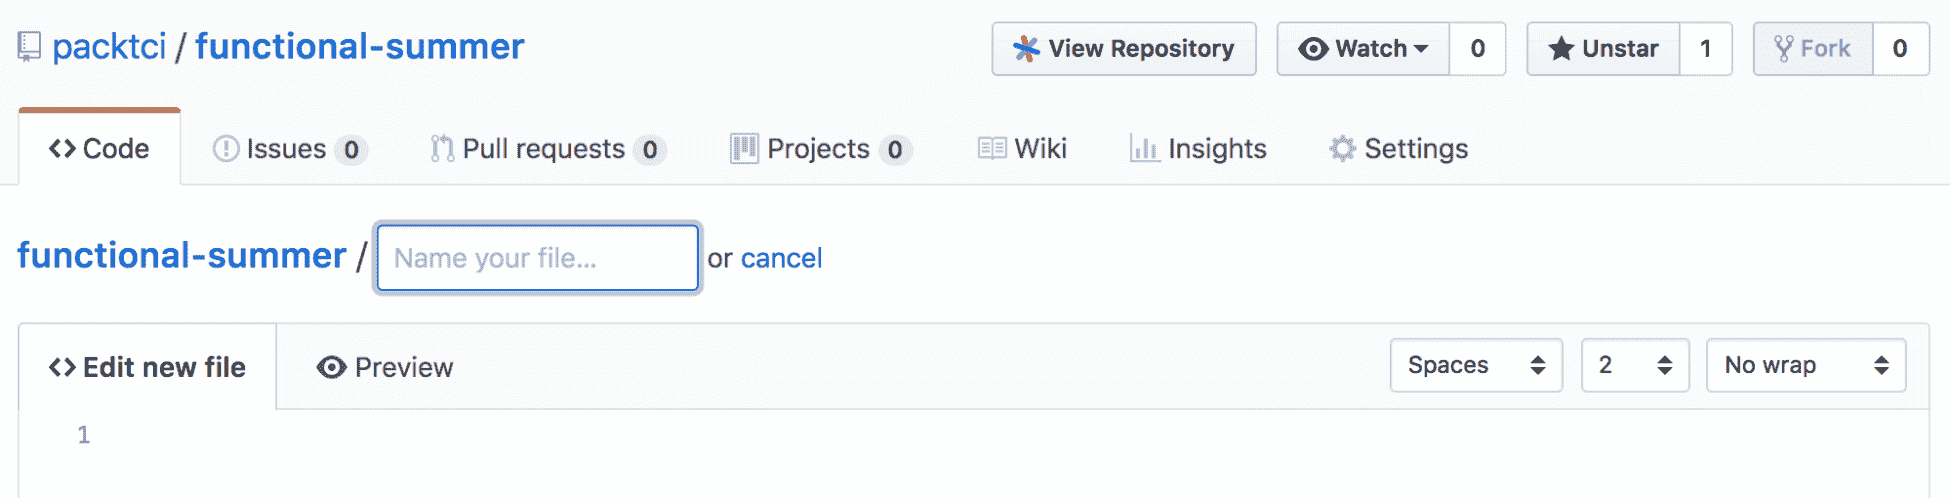 packtci / functional-summer View Repository Watch 0 Unstar 1 Fork 0
Code Issues 0 Pull requests 0 Projects 0 Wiki Insights Settings
functional-summer / Name your file... or cancel
Edit new file Preview Spaces 2 No wrap
1